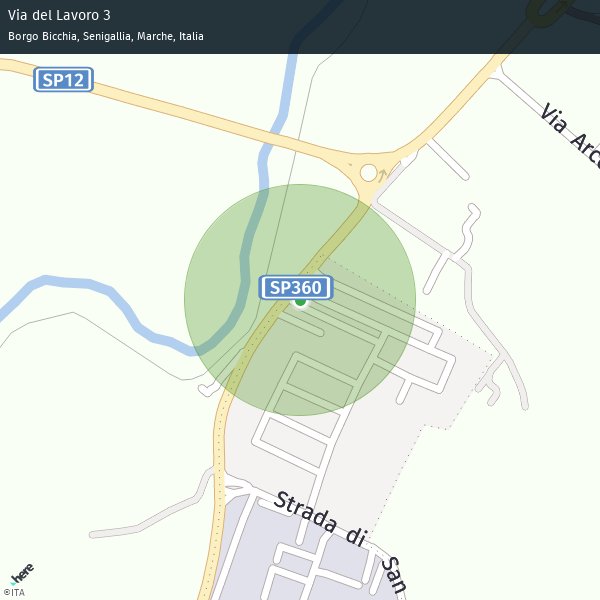 Via del Lavoro 3
Borgo Bicchia, Senigallia, Marche, Italia
SP12
Via Arc
SP360
Strada di San
here
©ITA